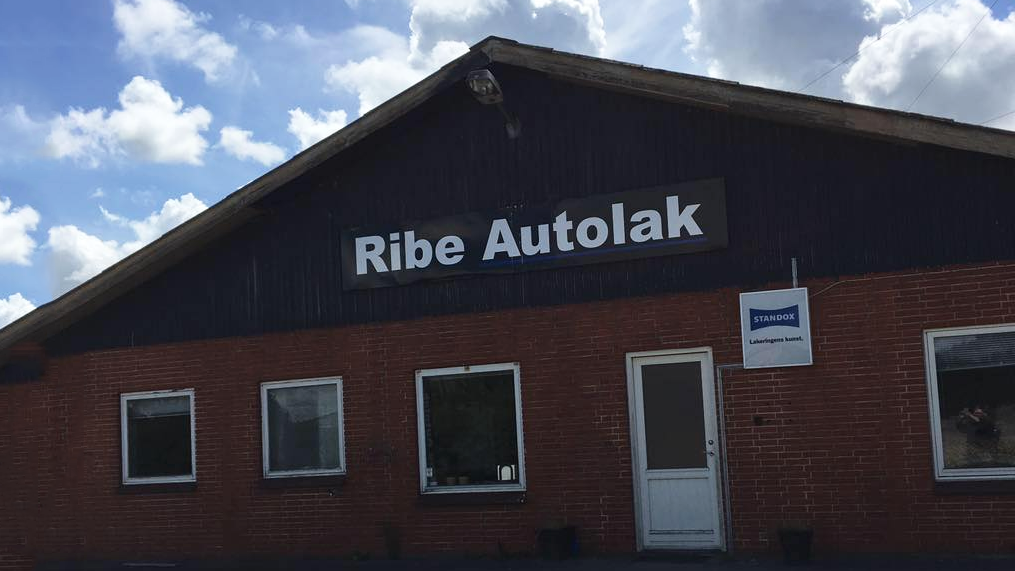 Ribe Autolak
STANDOX
Lakeringens kunst.